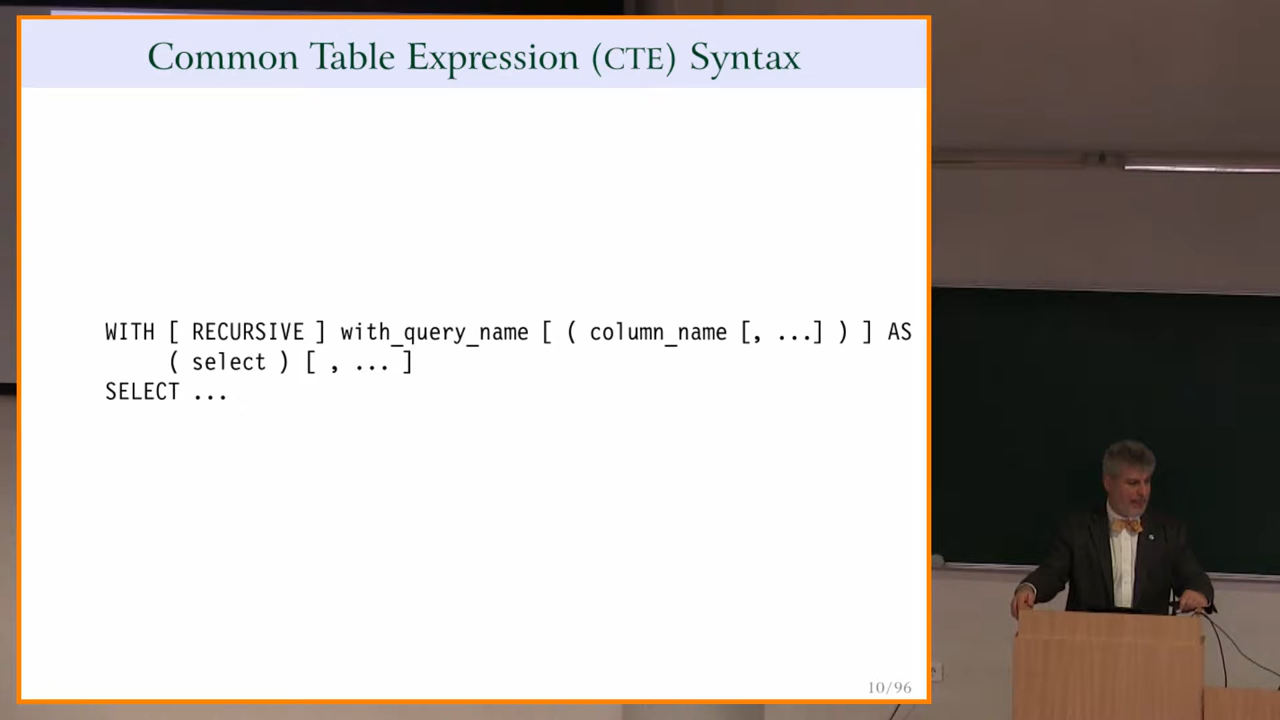 Common Table Expression (CTE) Syntax
WITH [ RECURSIVE ] with_query_name [ ( column_name [, ...] ) ] AS
( select ) [ , ... ]
SELECT ...
10/96